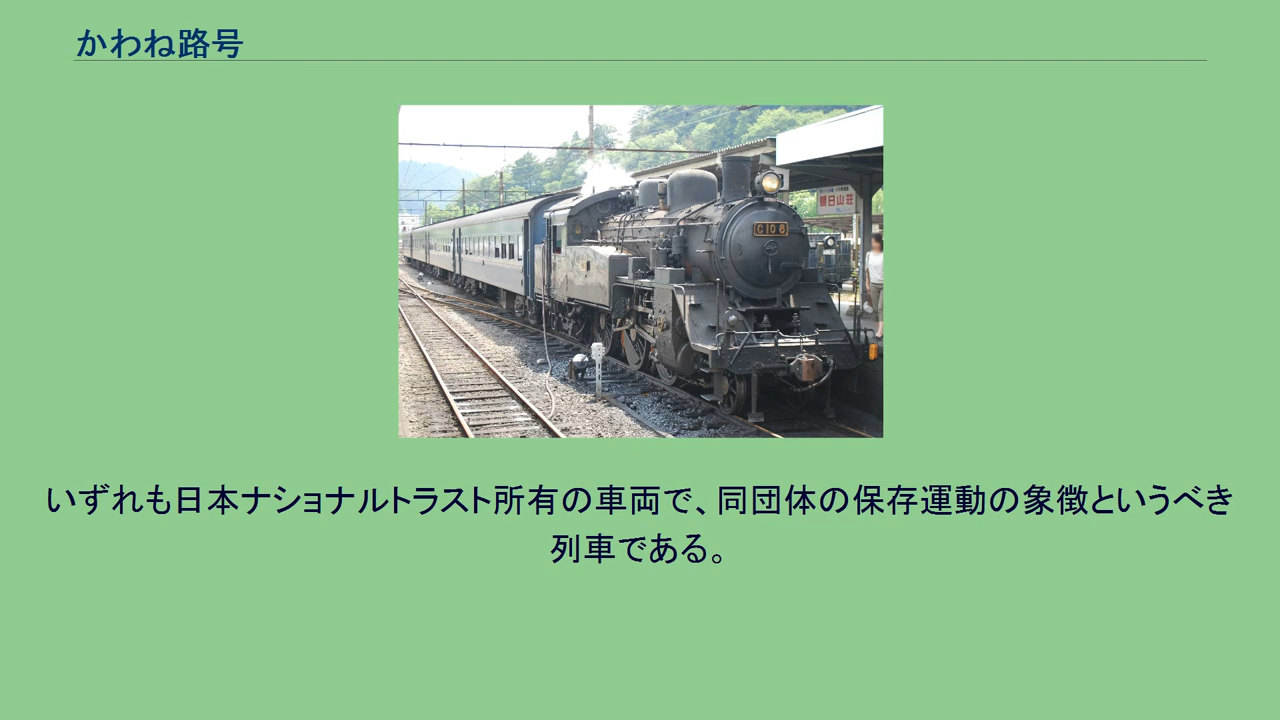 かわね路号
C10 8
朝日山荘
いずれも日本ナショナルトラスト所有の車両で、同団体の保存運動の象徴というべき
列車である。